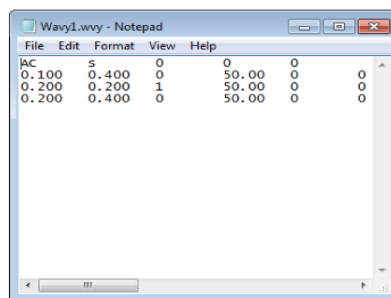 Wavy1.wvy - Notepad
File Edit Format View Help
AC s 0 0 0
0.100 0.400 0 50.00 0 0
0.200 0.200 1 50.00 0 0
0.200 0.400 0 50.00 0 0